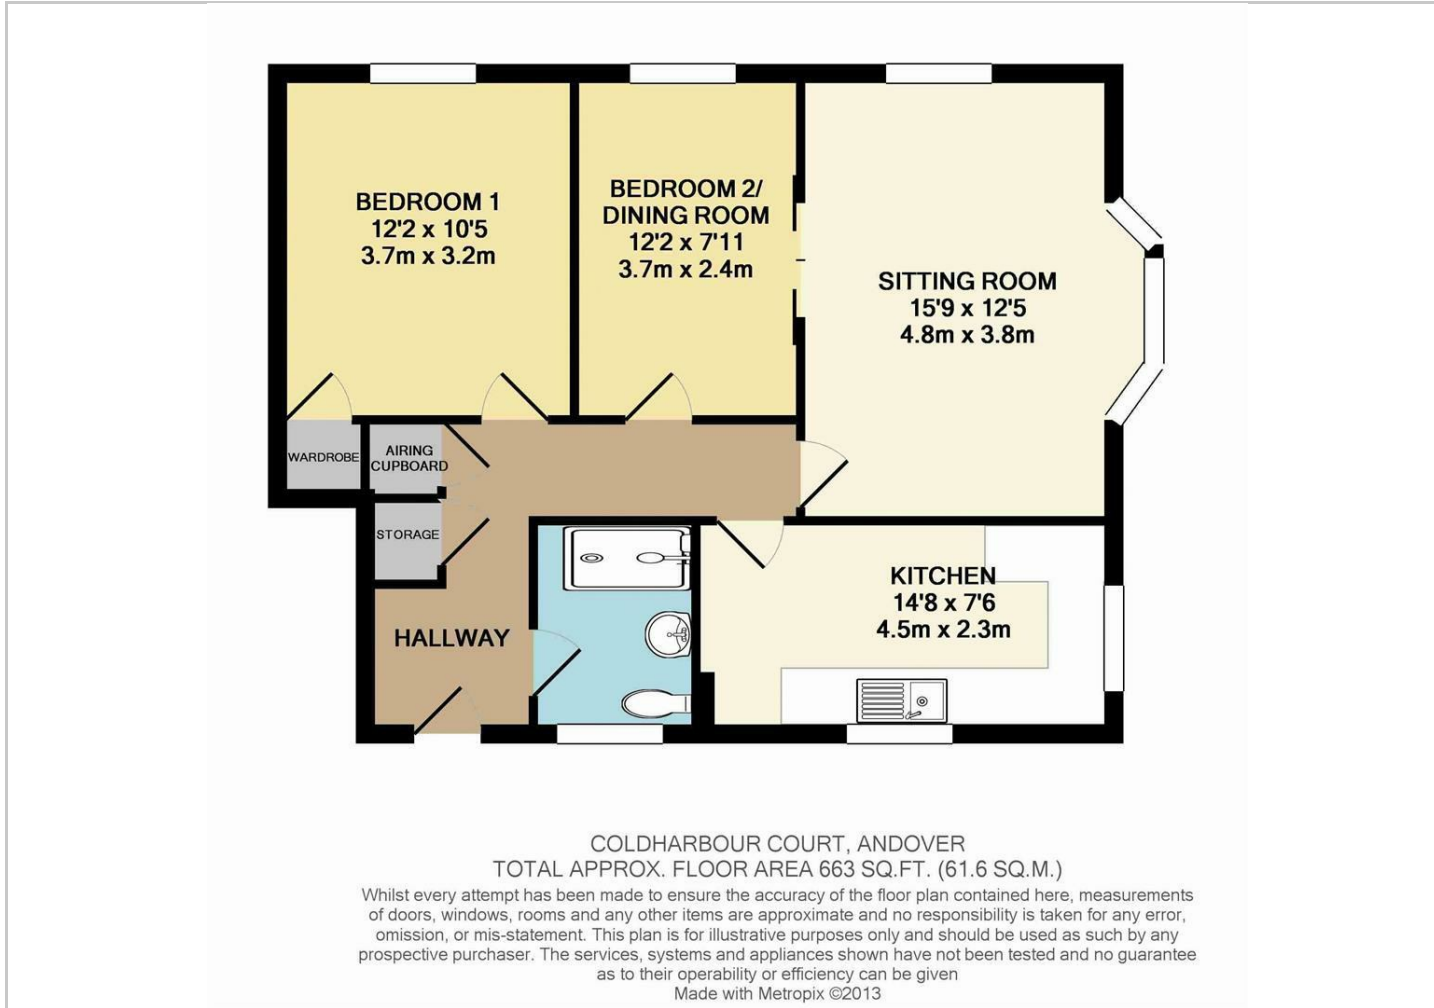 BEDROOM 1
12'2 x 10'5
3.7m x 3.2m
BEDROOM 2/
DINING ROOM
12'2 x 7'11
3.7m x 2.4m
SITTING ROOM
15'9 x 12'5
4.8m x 3.8m
WARDROBE
AIRING
CUPBOARD
STORAGE
HALLWAY
KITCHEN
14'8 x 7'6
4.5m x 2.3m
COLDHARBOUR COURT, ANDOVER
TOTAL APPROX. FLOOR AREA 663 SQ.FT. (61.6 SQ.M.)
Whilst every attempt has been made to ensure the accuracy of the floor plan contained here, measurements
of doors, windows, rooms and any other items are approximate and no responsibility is taken for any error,
omission, or mis-statement. This plan is for illustrative purposes only and should be used as such by any
prospective purchaser. The services, systems and appliances shown have not been tested and no guarantee
as to their operability or efficiency can be given
Made with Metropix ©2013